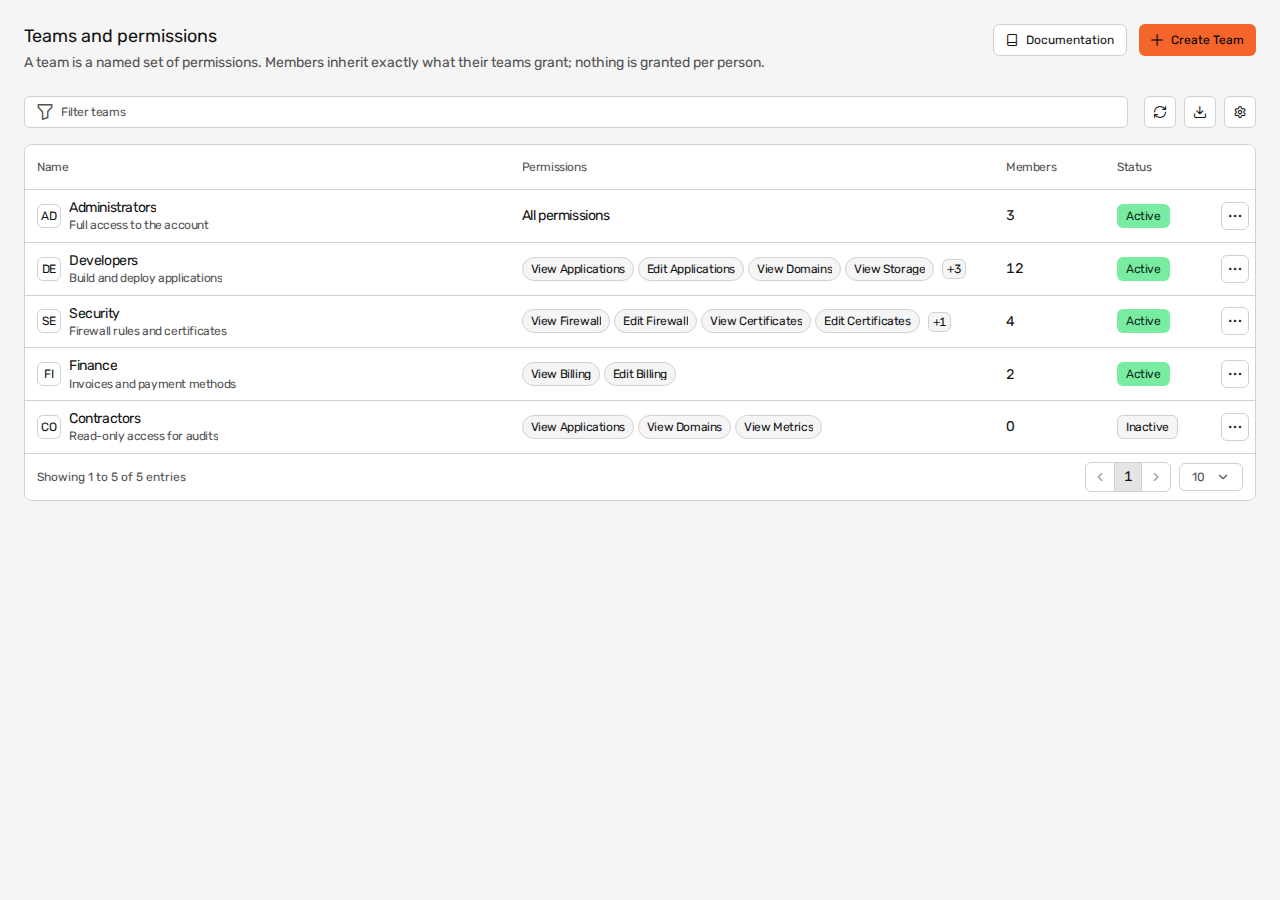 Teams and permissions
A team is a named set of permissions. Members inherit exactly what their teams grant; nothing is granted per person.
Documentation
Create Team
Filter teams
Name Permissions Members Status
AD Administrators All permissions 3 Active
Full access to the account
DE Developers View Applications Edit Applications View Domains View Storage +3 12 Active
Build and deploy applications
SE Security View Firewall Edit Firewall View Certificates Edit Certificates +1 4 Active
Firewall rules and certificates
FI Finance View Billing Edit Billing 2 Active
Invoices and payment methods
CO Contractors View Applications View Domains View Metrics 0 Inactive
Read-only access for audits
Showing 1 to 5 of 5 entries 1 10